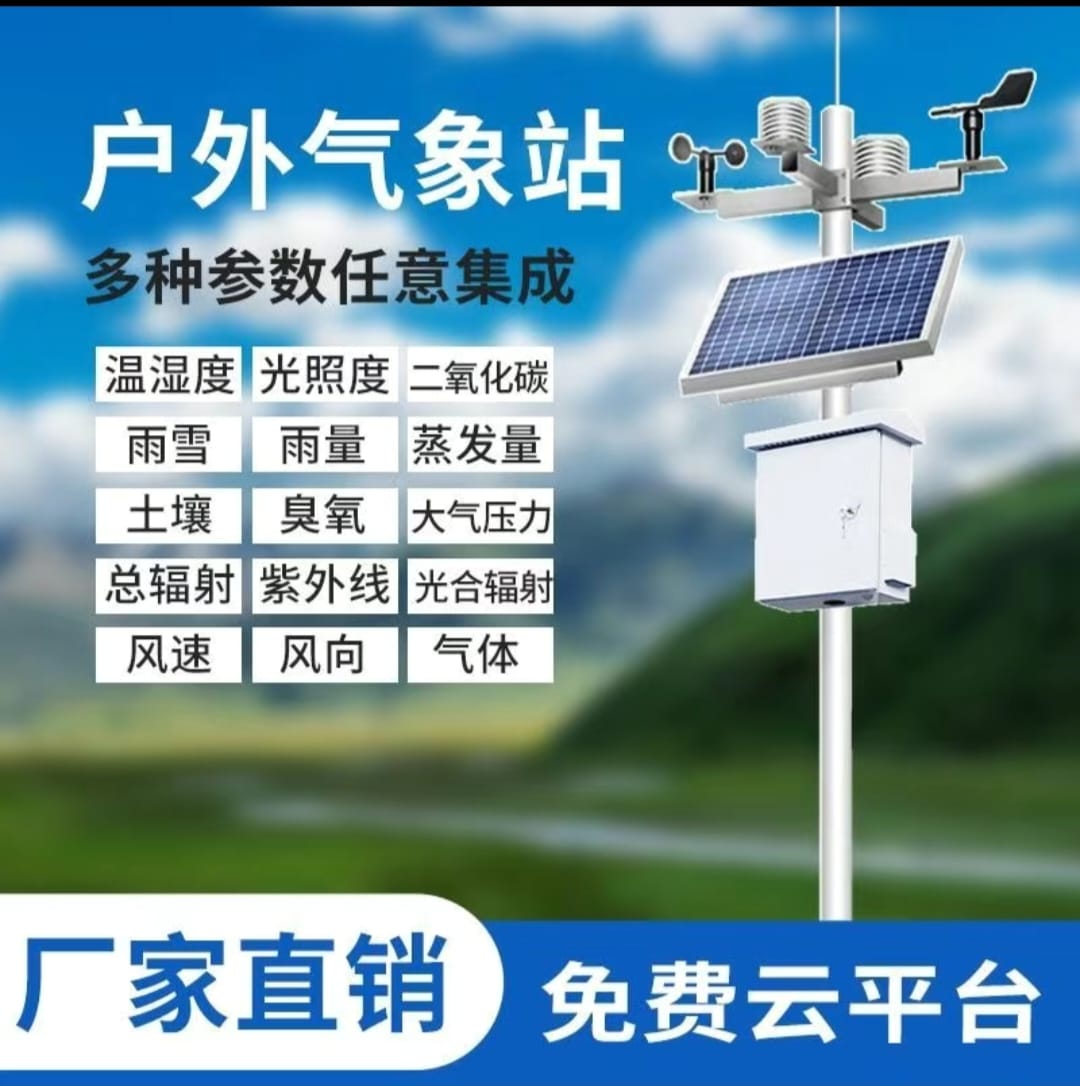 户外气象站
多种参数任意集成
温湿度 光照度 二氧化碳
雨雪 雨量 蒸发量
土壤 臭氧 大气压力
总辐射 紫外线 光合辐射
风速 风向 气体
厂家直销 免费云平台